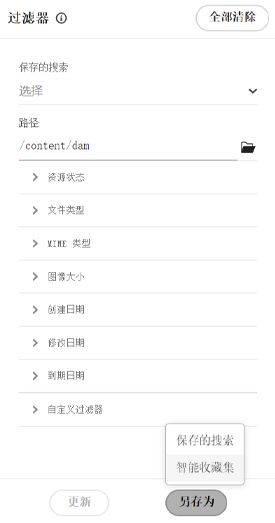 过滤器
全部清除
保存的搜索
选择
路径
/content/dam
资源状态
文件类型
MIME 类型
图像大小
创建日期
修改日期
到期日期
自定义过滤器
保存的搜索
智能收藏集
更新
另存为